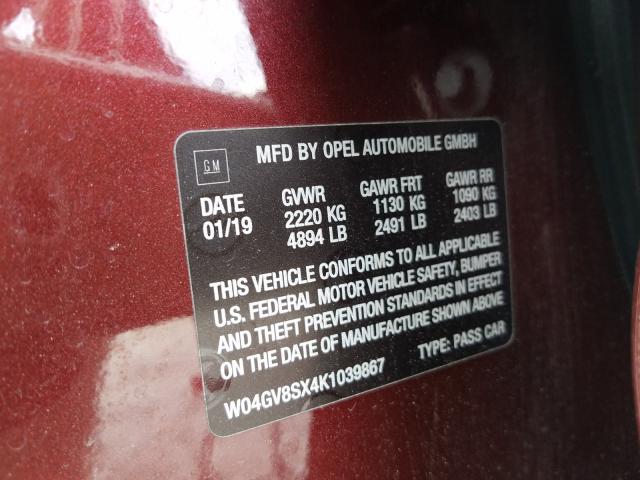 GM
MFD BY OPEL AUTOMOBILE GMBH
DATE GVWR GAWR FRT GAWR RR
01/19 2220 KG 1130 KG 1090 KG
4894 LB 2491 LB 2403 LB
THIS VEHICLE CONFORMS TO ALL APPLICABLE
U.S. FEDERAL MOTOR VEHICLE SAFETY, BUMPER
AND THEFT PREVENTION STANDARDS IN EFFECT
ON THE DATE OF MANUFACTURE SHOWN ABOVE
W04GV8SX4K1039867 TYPE: PASS CAR